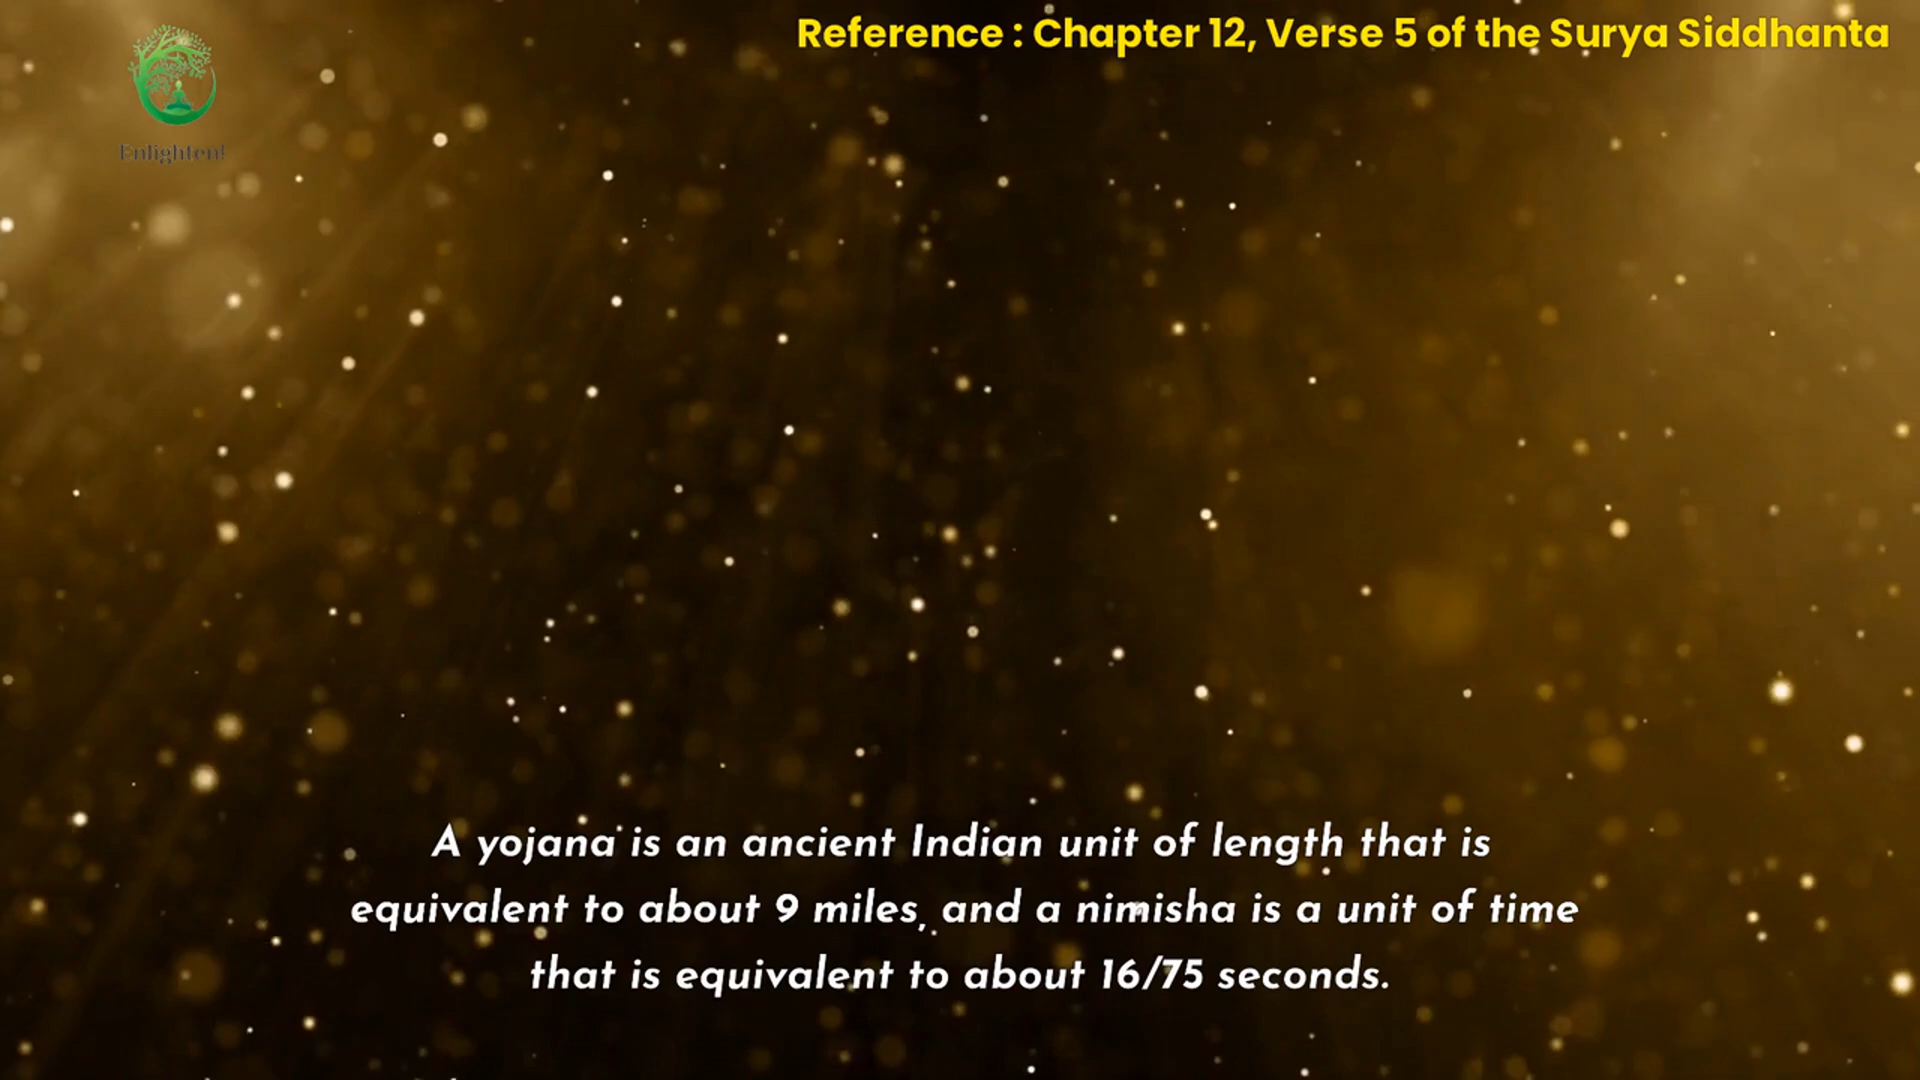 Reference : Chapter 12, Verse 5 of the Surya Siddhanta
Enlighten!
A yojana is an ancient Indian unit of length that is
equivalent to about 9 miles, and a nimisha is a unit of time
that is equivalent to about 16/75 seconds.